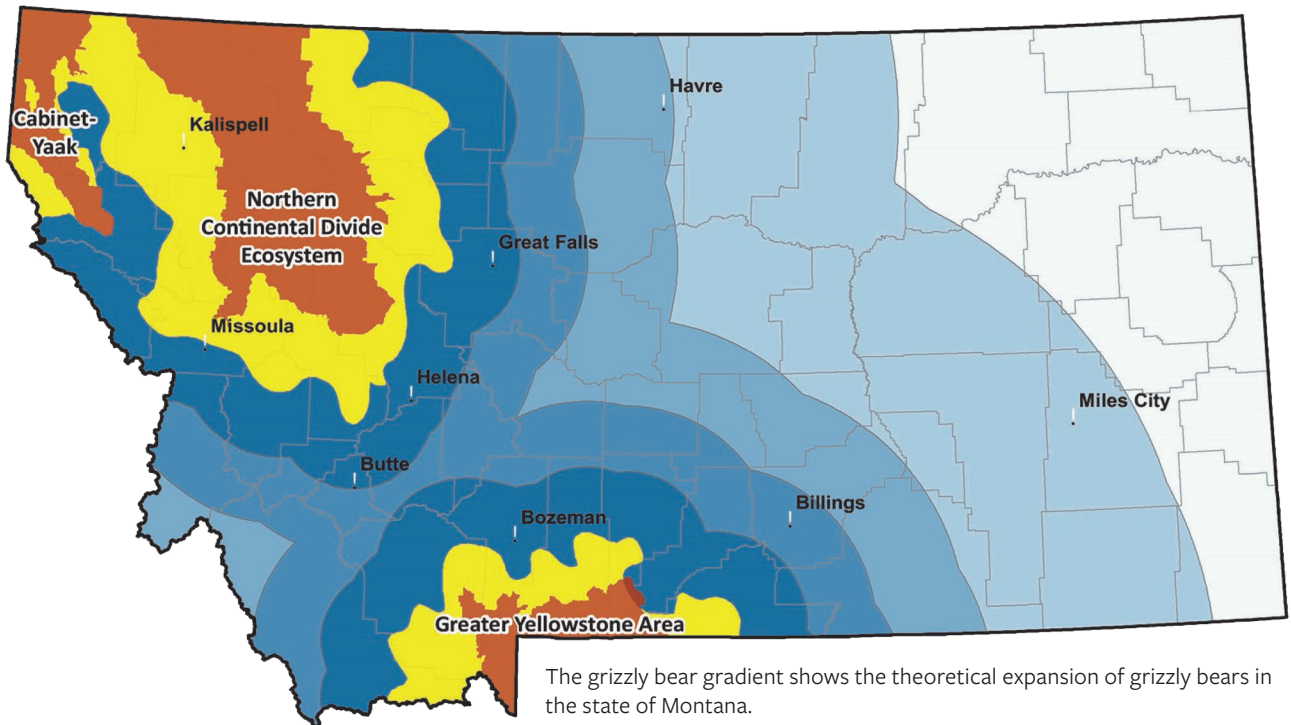 Havre
Cabinet-
Yaak
Kalispell
Northern
Continental Divide
Ecosystem
Great Falls
Missoula
Helena
Miles City
Butte
Billings
Bozeman
Greater Yellowstone Area
The grizzly bear gradient shows the theoretical expansion of grizzly bears in
the state of Montana.